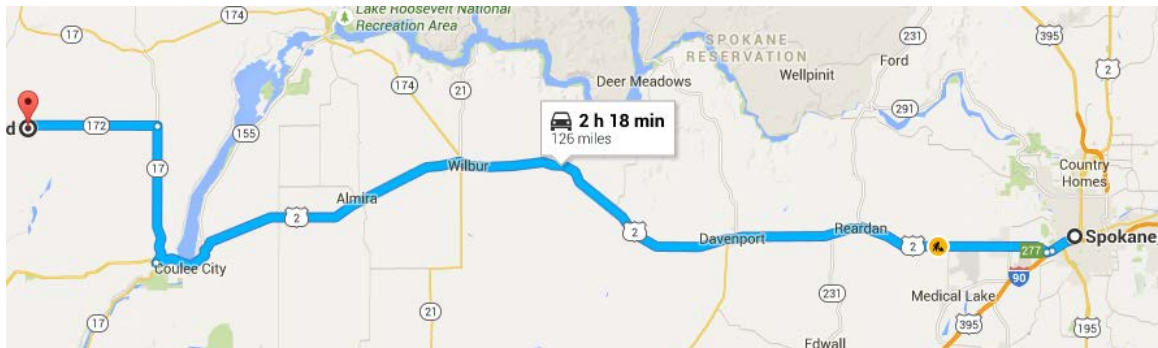 Lake Roosevelt National
Recreation Area
174
17
395
231
2
SPOKANE
RESERVATION
Ford
Deer Meadows
Wellpinit
174
21
291
155
2 h 18 min
126 miles
d
172
17
Country
Homes
Wilbur
Almira
2
2
Davenport
Reardan
2
277
Spokane
Coulee City
90
Medical Lake
231
21
17
395
195
Edwall